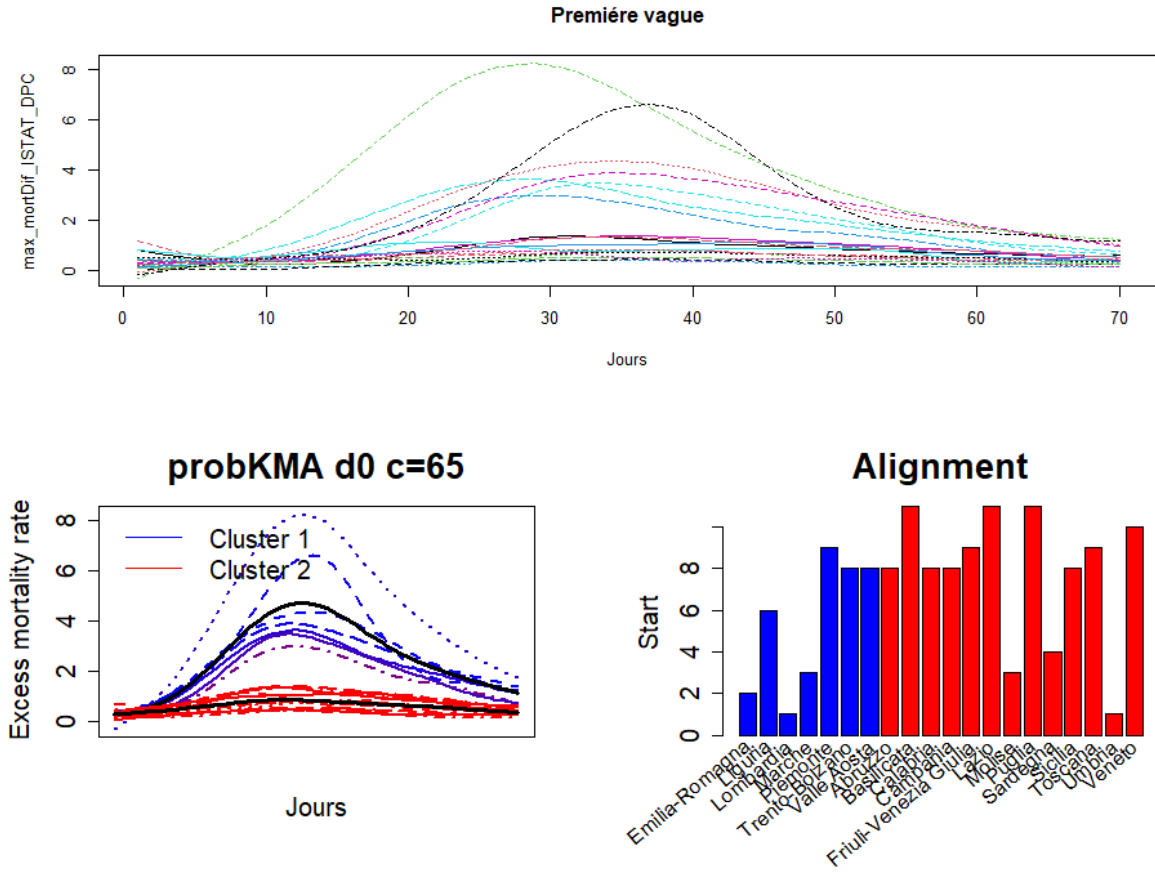 Premiére vague
max_mortDif_ISTAT_DPC
8
6
4
2
0
0 10 20 30 40 50 60 70
Jours
probKMA d0 c=65
Excess mortality rate
8
6
4
2
0
Cluster 1
Cluster 2
Jours
Alignment
Start
8
6
4
2
0
Emilia-Romagna
Liguria
Lombardia
Marche
Piemonte
Trento-Bolzano
Valle Aosta
Abruzzo
Basilicata
Calabria
Campania
Friuli-Venezia Giulia
Lazio
Molise
Puglia
Sardegna
Sicilia
Toscana
Umbria
Veneto